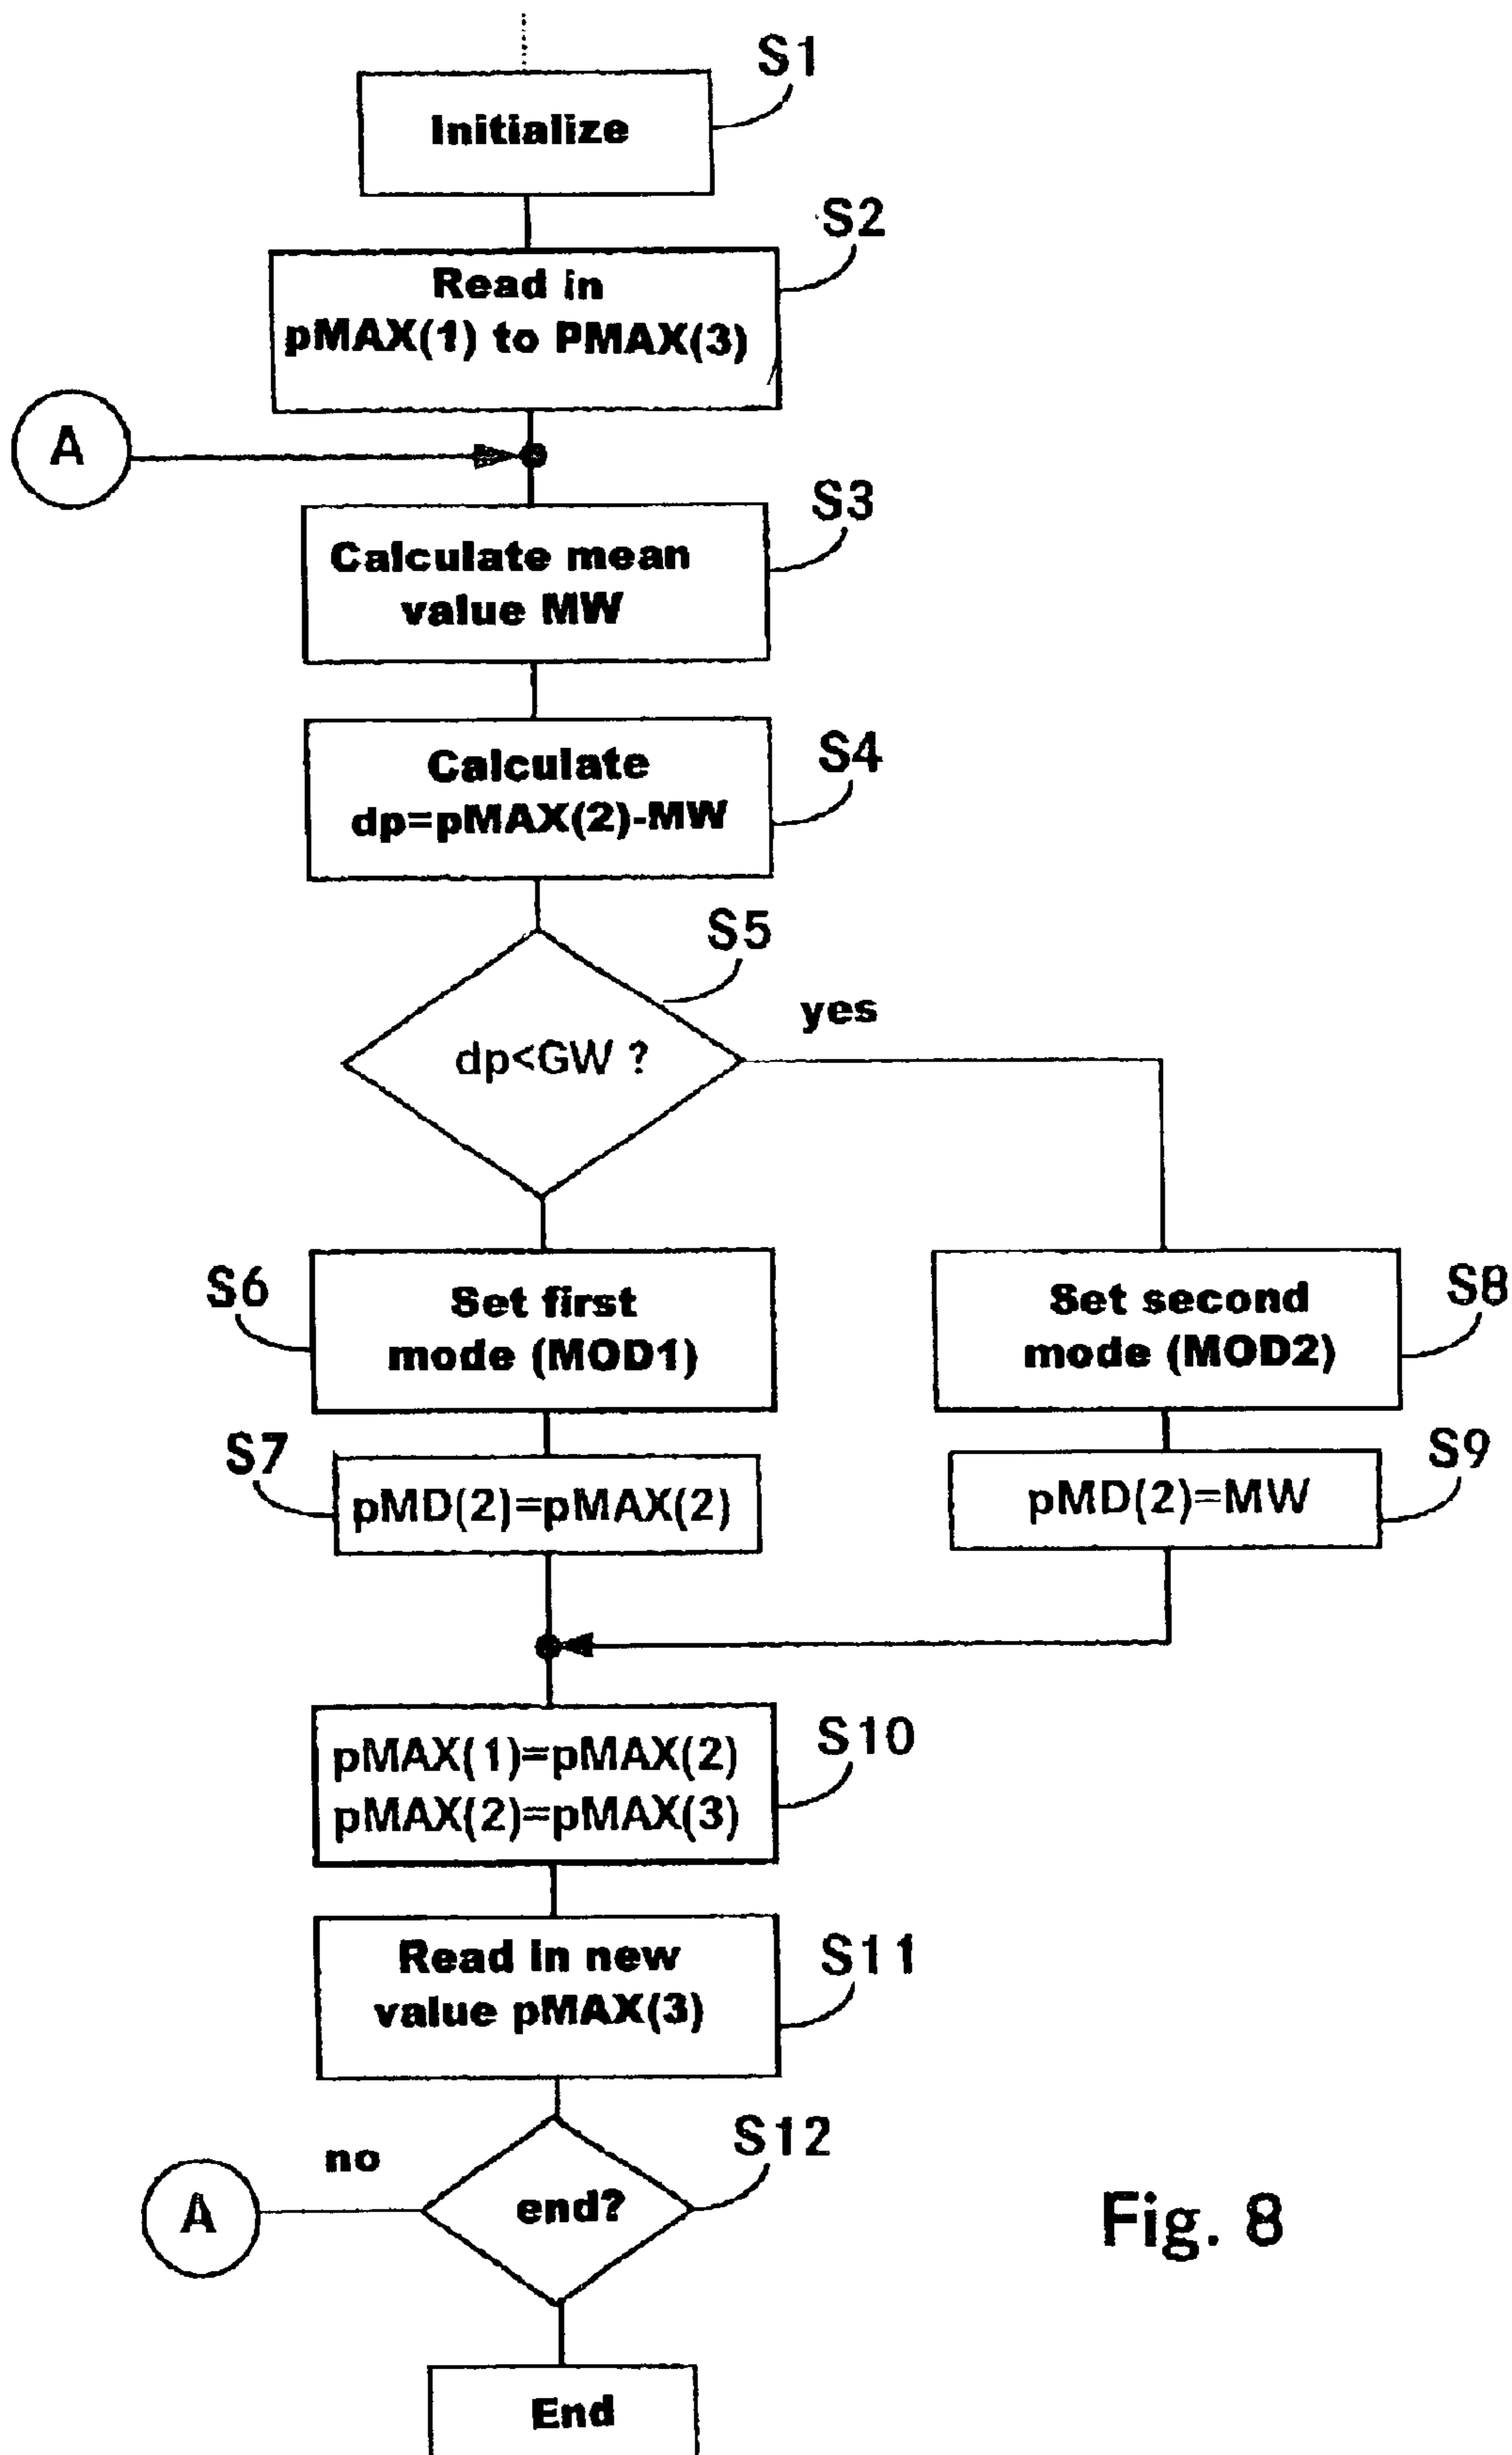 S1
Initialize
S2
Read in
pMAX(1) to PMAX(3)
A
S3
Calculate mean
value MW
S4
Calculate
dp=pMAX(2)-MW
S5
yes
dp<GW ?
S6
Set first
mode (MOD1)
Set second
mode (MOD2)
S8
S7
pMD(2)=pMAX(2)
pMD(2)=MW
S9
pMAX(1)=pMAX(2)
pMAX(2)=pMAX(3)
S10
Read in new
value pMAX(3)
S11
S12
no
A
end?
Fig. 8
End